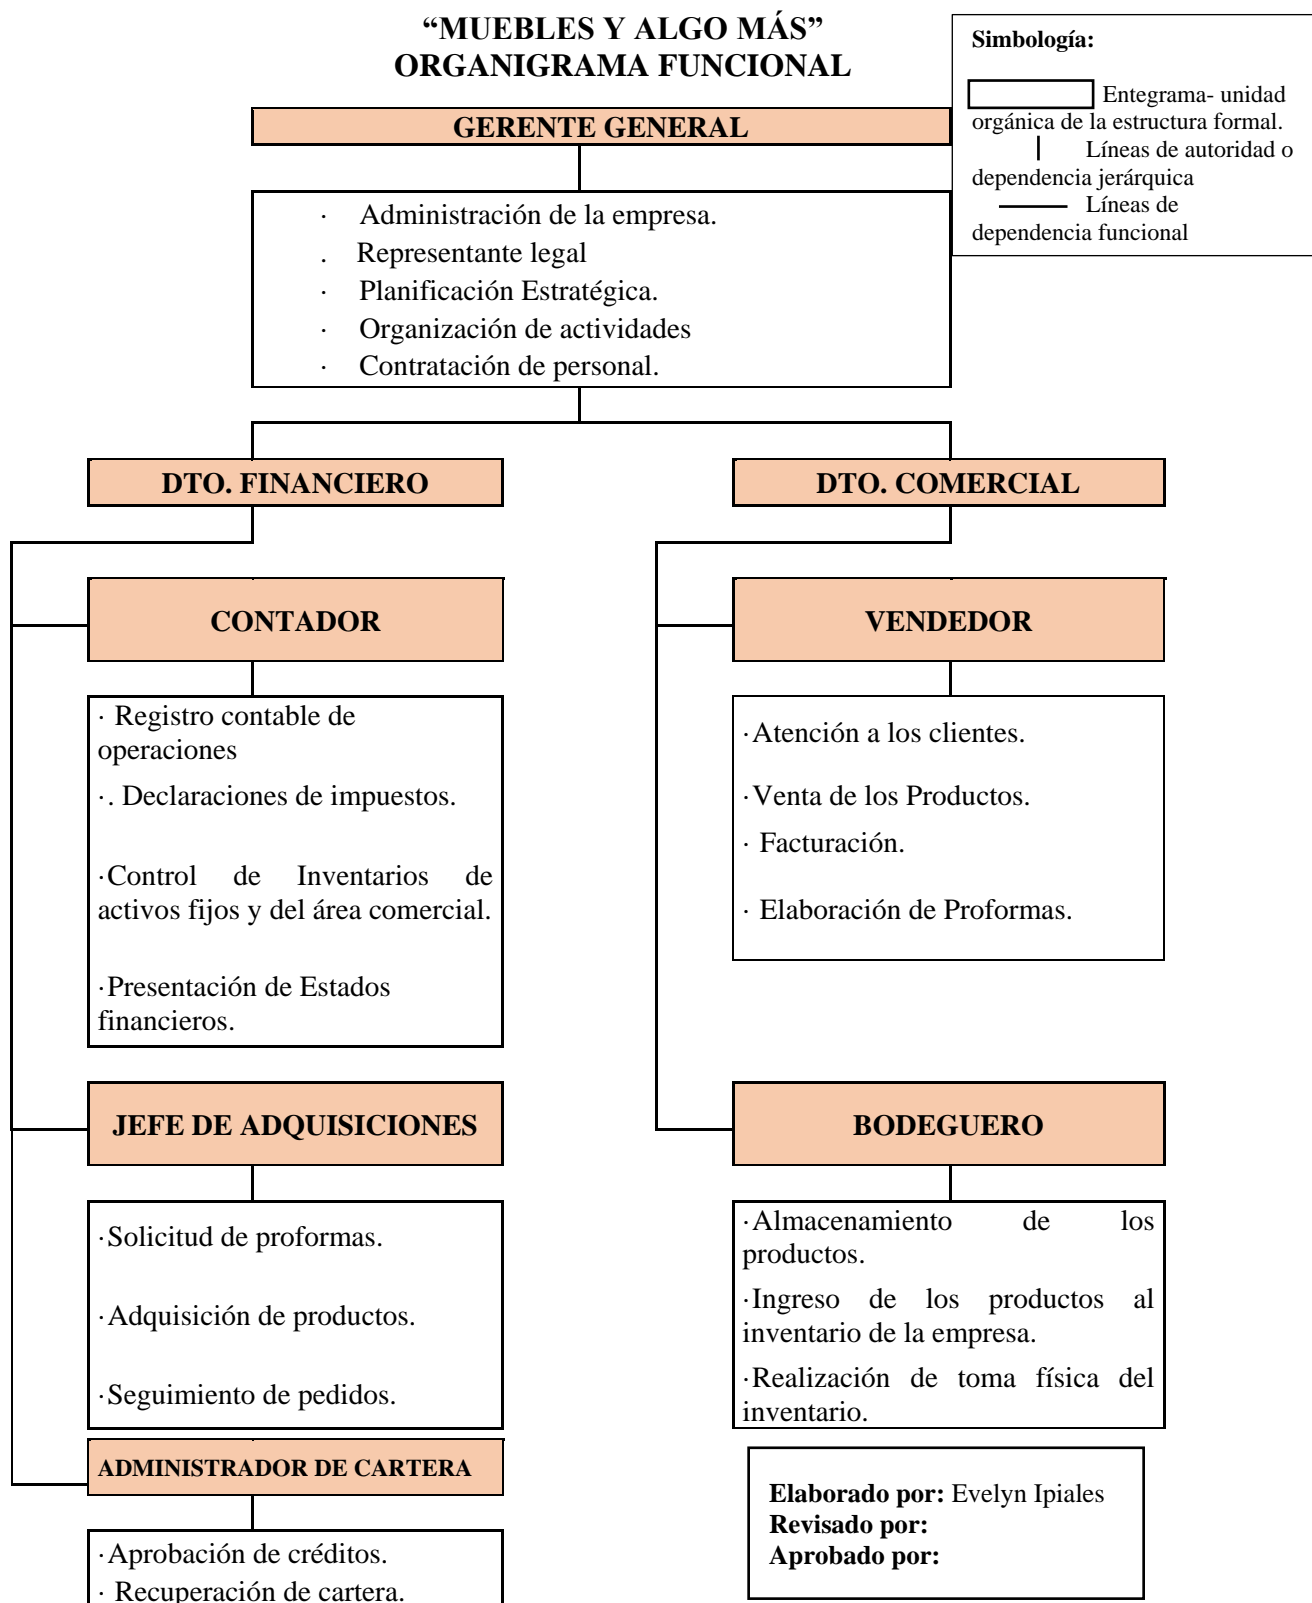 “MUEBLES Y ALGO MÁS”
ORGANIGRAMA FUNCIONAL
Simbología:
Entegrama- unidad
orgánica de la estructura formal.
Líneas de autoridad o
dependencia jerárquica
Líneas de
dependencia funcional
GERENTE GENERAL
· Administración de la empresa.
. Representante legal
· Planificación Estratégica.
· Organización de actividades
· Contratación de personal.
DTO. FINANCIERO
CONTADOR
· Registro contable de
operaciones
·. Declaraciones de impuestos.
·Control de Inventarios de
activos fijos y del área comercial.
·Presentación de Estados
financieros.
JEFE DE ADQUISICIONES
·Solicitud de proformas.
·Adquisición de productos.
·Seguimiento de pedidos.
ADMINISTRADOR DE CARTERA
·Aprobación de créditos.
· Recuperación de cartera.
DTO. COMERCIAL
VENDEDOR
·Atención a los clientes.
·Venta de los Productos.
· Facturación.
· Elaboración de Proformas.
BODEGUERO
·Almacenamiento de los
productos.
·Ingreso de los productos al
inventario de la empresa.
·Realización de toma física del
inventario.
Elaborado por: Evelyn Ipiales
Revisado por:
Aprobado por: